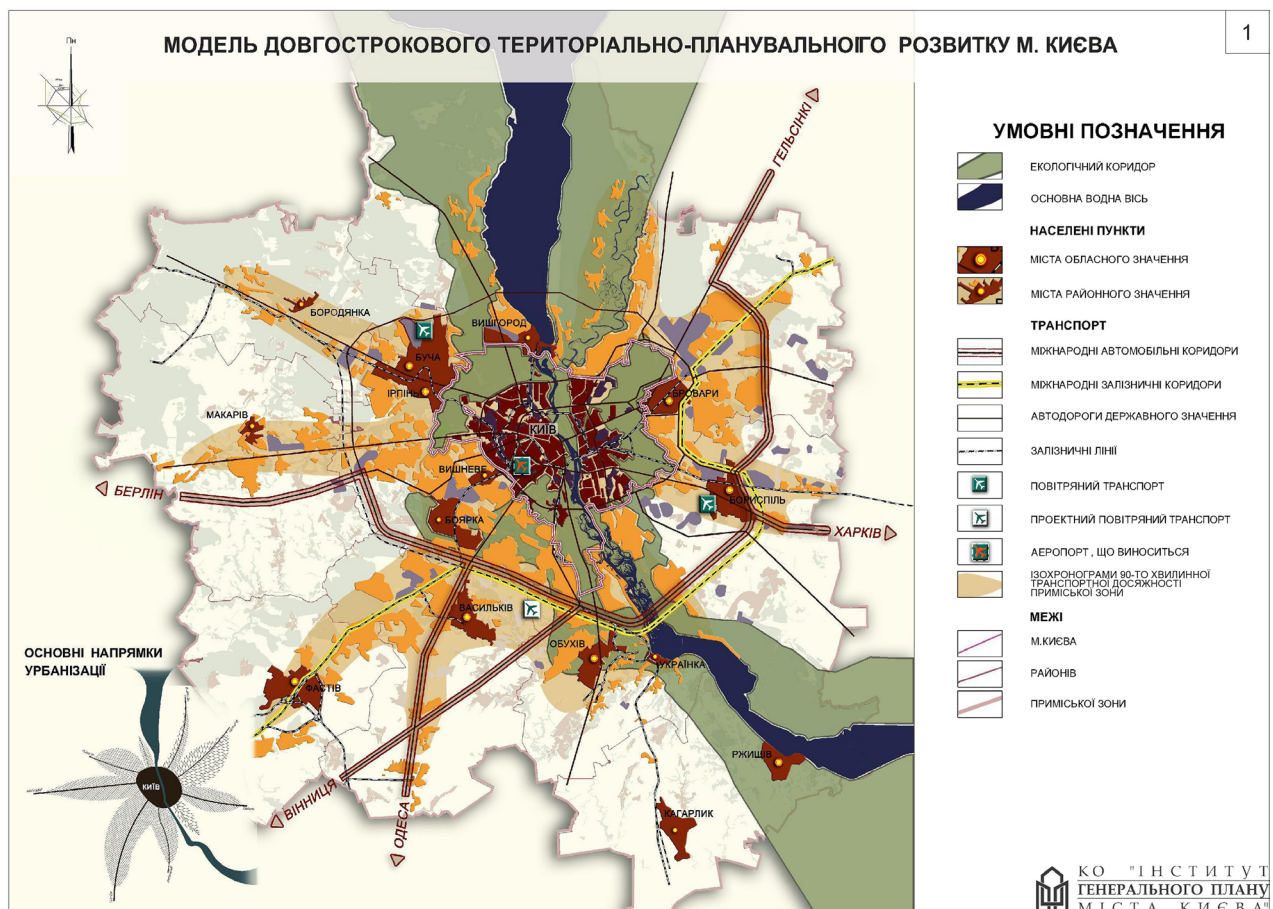 1
МОДЕЛЬ ДОВГОСТРОКОВОГО ТЕРИТОРІАЛЬНО-ПЛАНУВАЛЬНОГО РОЗВИТКУ М. КИЄВА
Пн
ГЕЛЬСІНКІ
БОРОДЯНКА
ВИШГОРОД
БУЧА
ІРПІНЬ
БРОВАРИ
МАКАРІВ
КИЇВ
ВИШНЕВЕ
БЕРЛІН
БОРИСПІЛЬ
БОЯРКА
ХАРКІВ
ВАСИЛЬКІВ
ОБУХІВ
УКРАЇНКА
ФАСТІВ
РЖИЩІВ
ВІННИЦЯ
ОДЕСА
КАГАРЛИК
ОСНОВНІ НАПРЯМКИ
УРБАНІЗАЦІЇ
КИЇВ
УМОВНІ ПОЗНАЧЕННЯ
ЕКОЛОГІЧНИЙ КОРИДОР
ОСНОВНА ВОДНА ВІСЬ
НАСЕЛЕНІ ПУНКТИ
МІСТА ОБЛАСНОГО ЗНАЧЕННЯ
МІСТА РАЙОННОГО ЗНАЧЕННЯ
ТРАНСПОРТ
МІЖНАРОДНІ АВТОМОБІЛЬНІ КОРИДОРИ
МІЖНАРОДНІ ЗАЛІЗНИЧНІ КОРИДОРИ
АВТОДОРОГИ ДЕРЖАВНОГО ЗНАЧЕННЯ
ЗАЛІЗНИЧНІ ЛІНІЇ
ПОВІТРЯНИЙ ТРАНСПОРТ
ПРОЕКТНИЙ ПОВІТРЯНИЙ ТРАНСПОРТ
АЕРОПОРТ , ЩО ВИНОСИТЬСЯ
ІЗОХРОНОГРАМИ 90-ТО ХВИЛИННОЇ
ТРАНСПОРТНОЇ ДОСЯЖНОСТІ
ПРИМІСЬКОЇ ЗОНИ
МЕЖІ
М.КИЄВА
РАЙОНІВ
ПРИМІСЬКОЇ ЗОНИ
КО "ІНСТИТУТ
ГЕНЕРАЛЬНОГО ПЛАНУ
МІСТА КИЄВА"